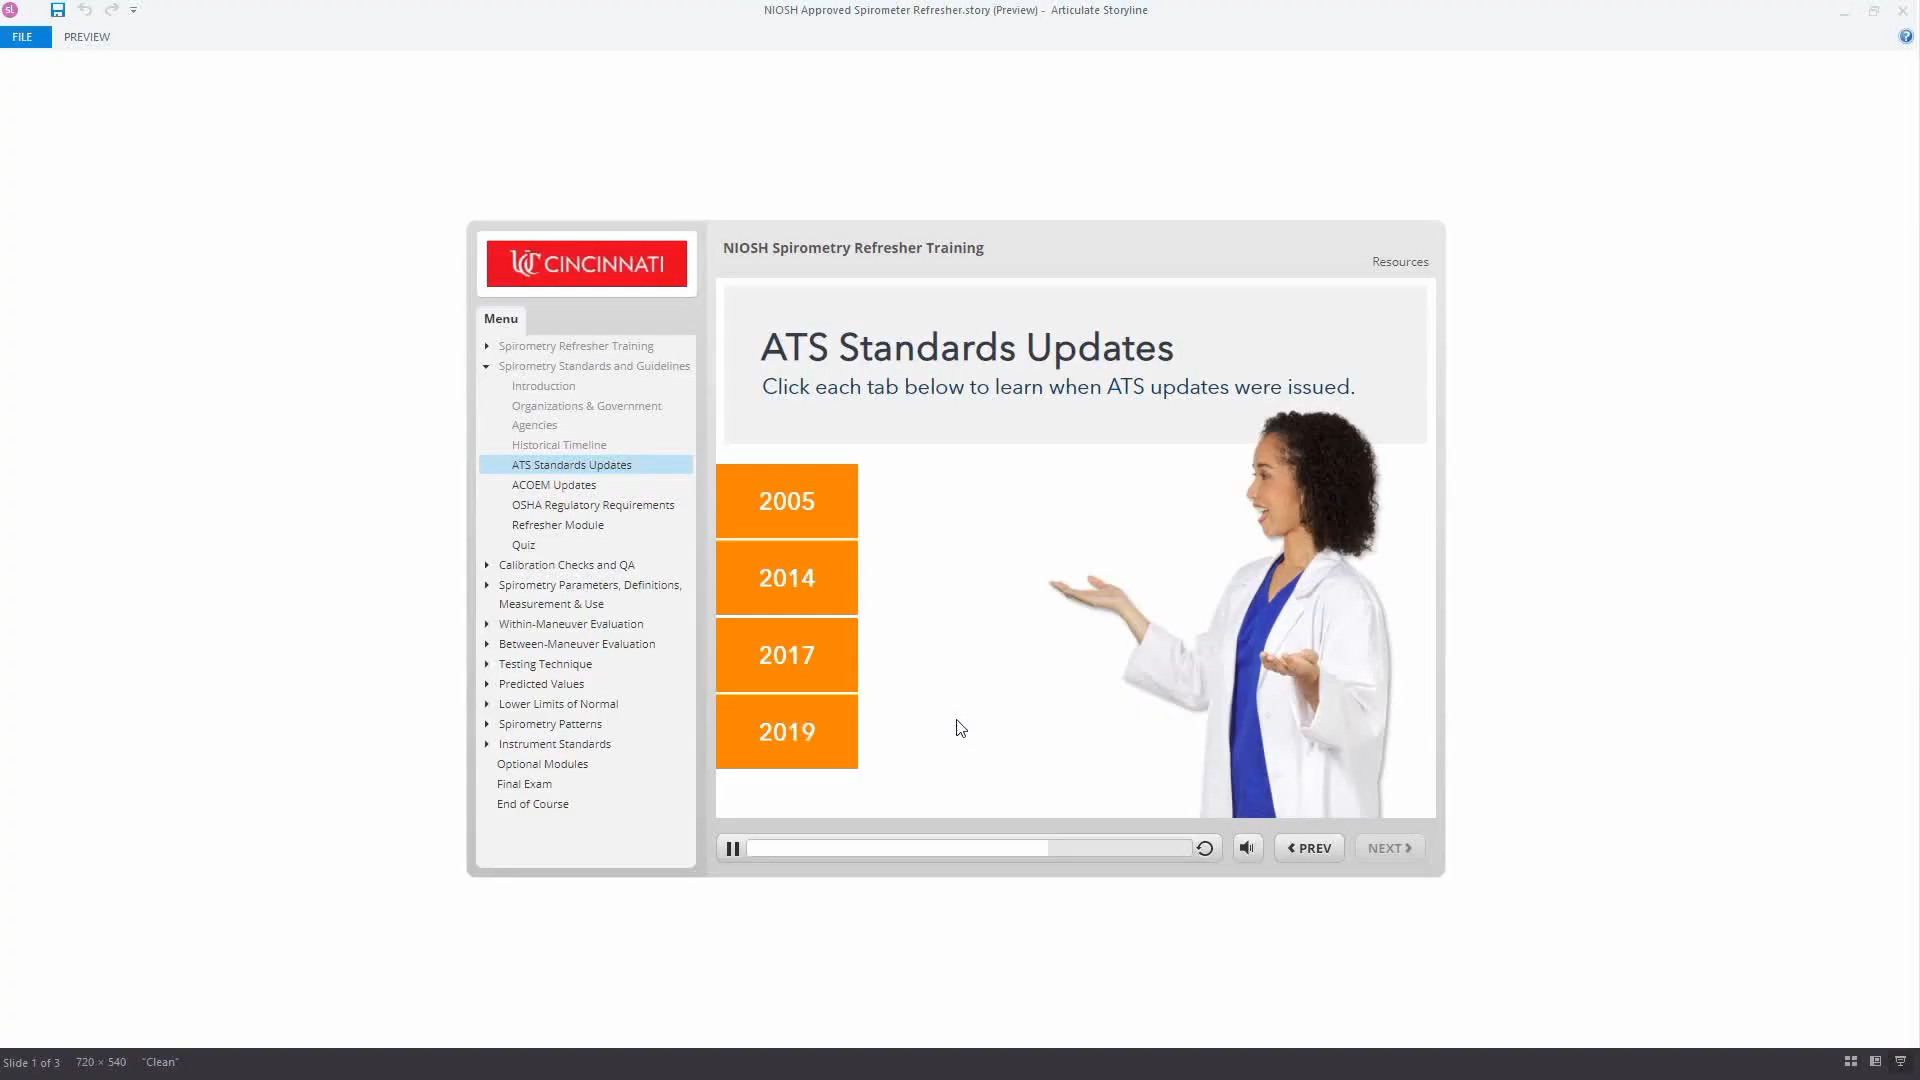 NIOSH Approved Spirometer Refresher.story (Preview) - Articulate Storyline
FILE
PREVIEW
UC CINCINNATI
Menu
Spirometry Refresher Training
Spirometry Standards and Guidelines
Introduction
Organizations & Government
Agencies
Historical Timeline
ATS Standards Updates
ACOEM Updates
OSHA Regulatory Requirements
Refresher Module
Quiz
Calibration Checks and QA
Spirometry Parameters, Definitions,
Measurement & Use
Within-Maneuver Evaluation
Between-Maneuver Evaluation
Testing Technique
Predicted Values
Lower Limits of Normal
Spirometry Patterns
Instrument Standards
Optional Modules
Final Exam
End of Course
NIOSH Spirometry Refresher Training
Resources
ATS Standards Updates
Click each tab below to learn when ATS updates were issued.
2005
2014
2017
2019
PREV
NEXT
Slide 1 of 3
720 × 540
"Clean"